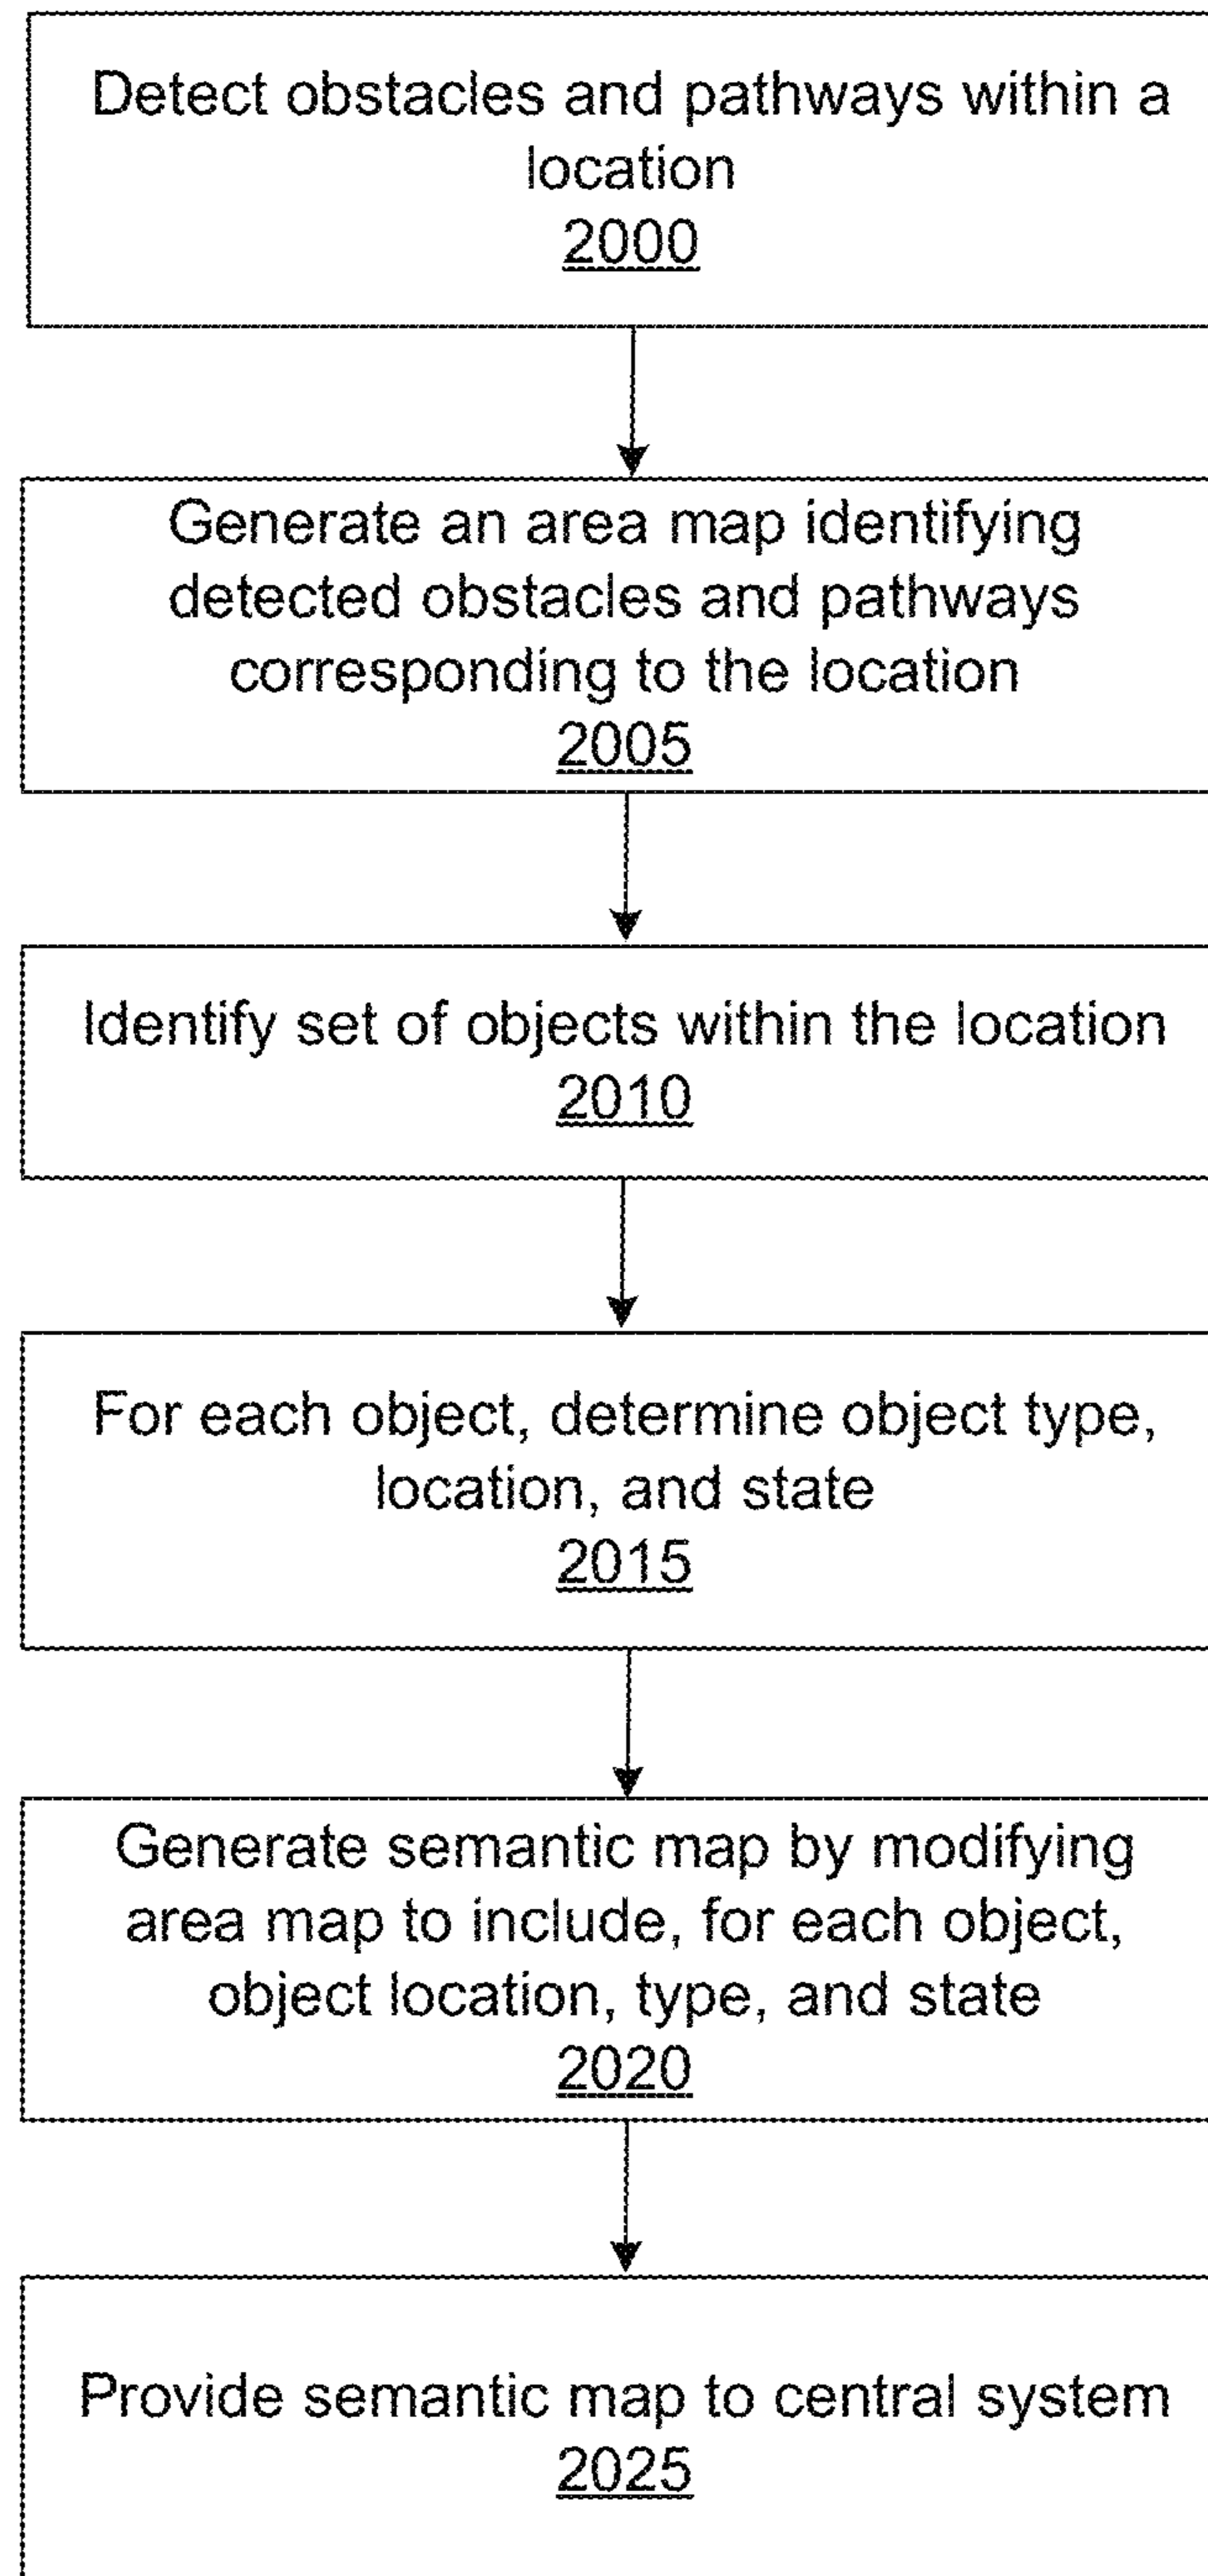 Detect obstacles and pathways within a
location
2000
Generate an area map identifying
detected obstacles and pathways
corresponding to the location
2005
Identify set of objects within the location
2010
For each object, determine object type,
location, and state
2015
Generate semantic map by modifying
area map to include, for each object,
object location, type, and state
2020
Provide semantic map to central system
2025